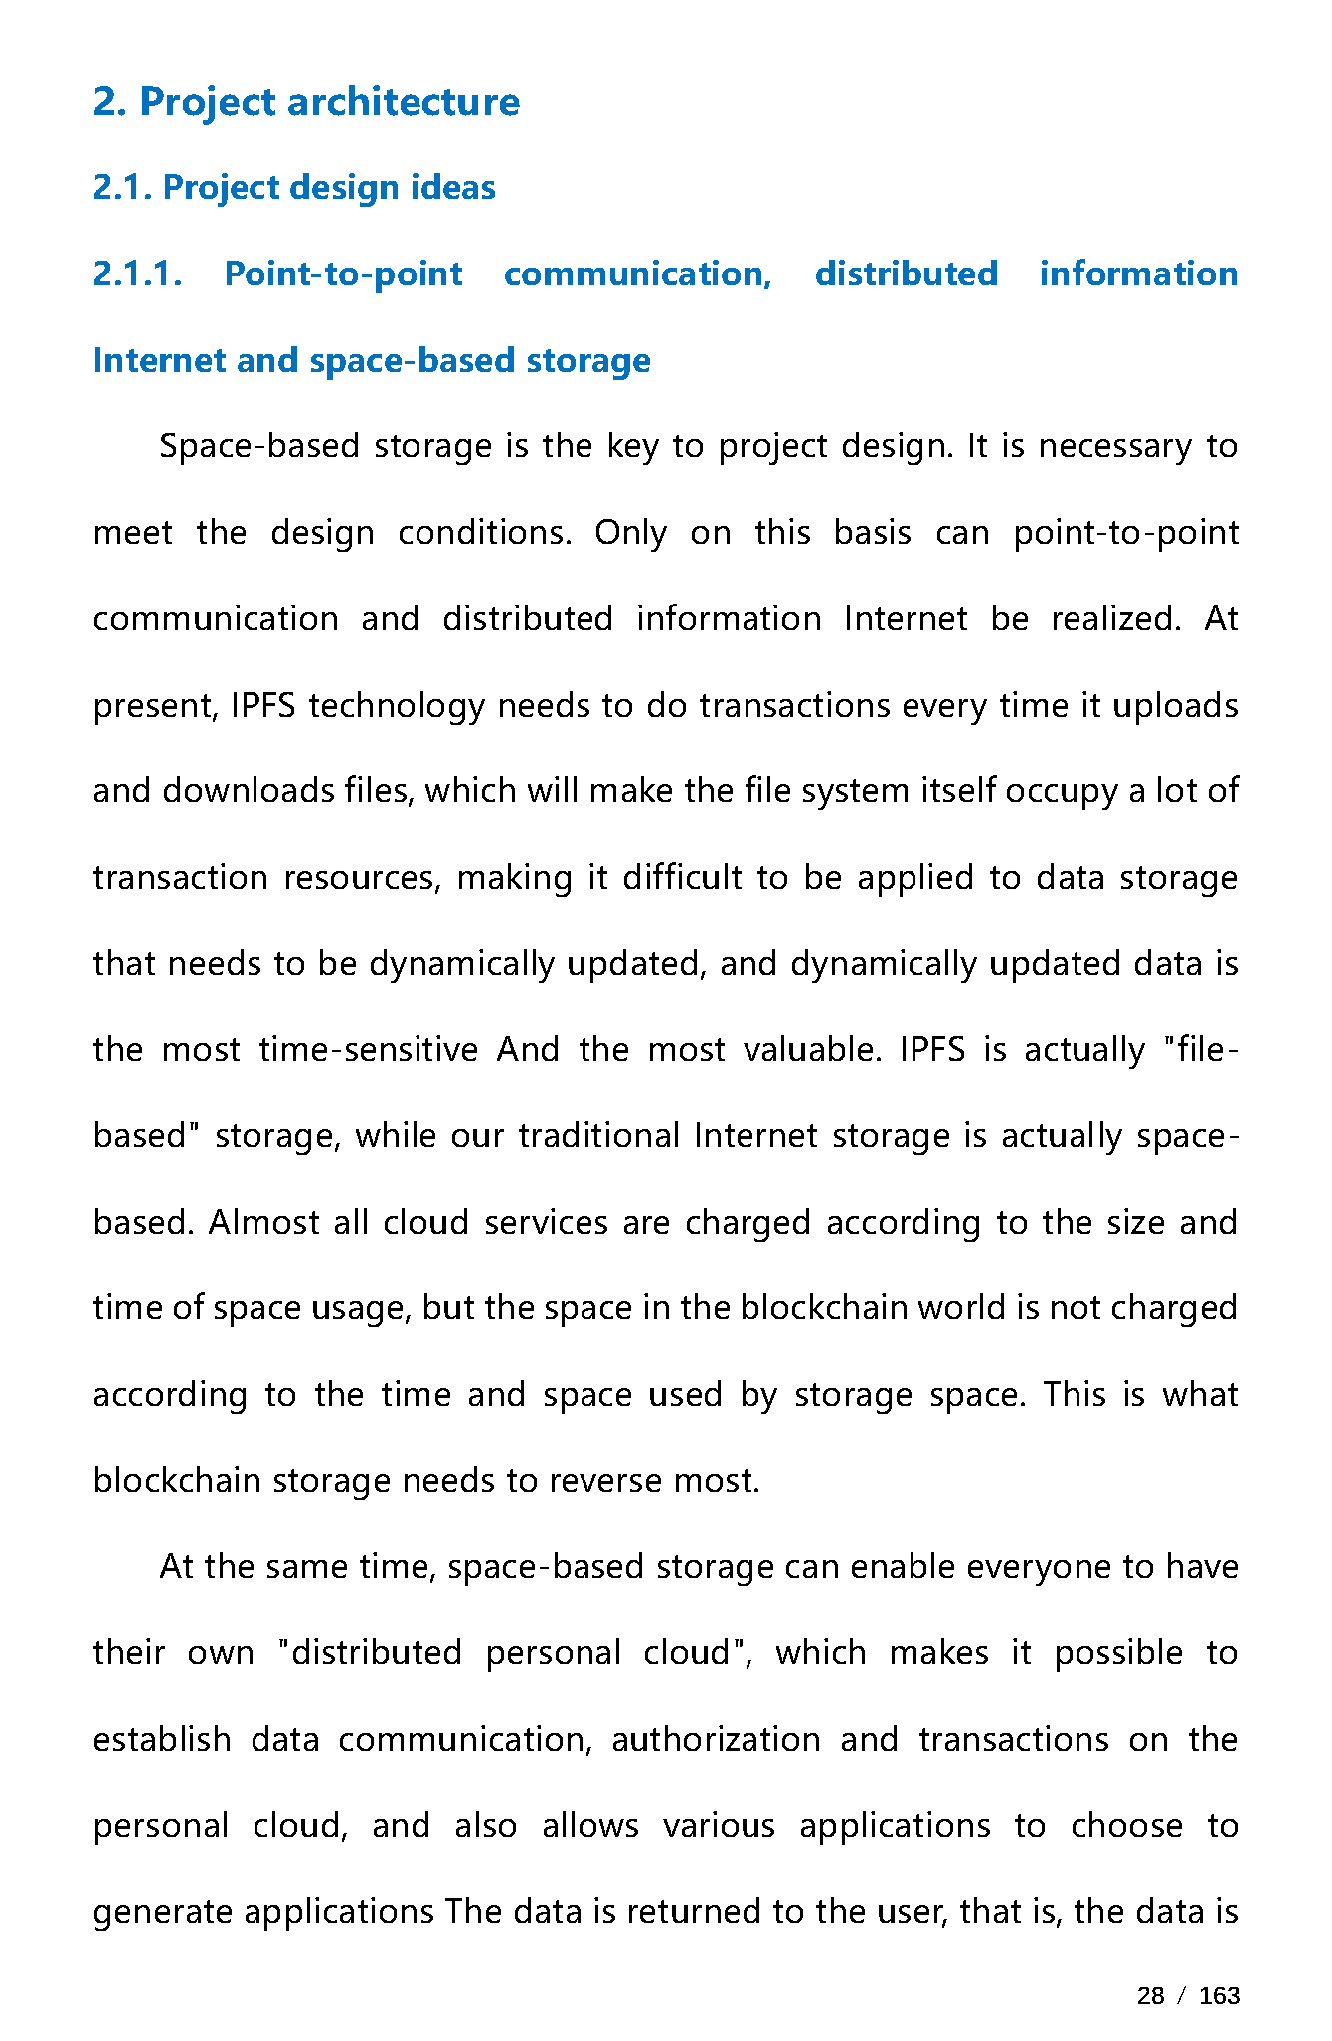 2. Project architecture
2.1. Project design ideas
2.1.1. Point-to-point communication, distributed information
Internet and space-based storage
Space-based storage is the key to project design. It is necessary to
meet the design conditions. Only on this basis can point-to-point
communication and distributed information Internet be realized. At
present, IPFS technology needs to do transactions every time it uploads
and downloads files, which will make the file system itself occupy a lot of
transaction resources, making it difficult to be applied to data storage
that needs to be dynamically updated, and dynamically updated data is
the most time-sensitive And the most valuable. IPFS is actually "file-
based" storage, while our traditional Internet storage is actually space-
based. Almost all cloud services are charged according to the size and
time of space usage, but the space in the blockchain world is not charged
according to the time and space used by storage space. This is what
blockchain storage needs to reverse most.
At the same time, space-based storage can enable everyone to have
their own "distributed personal cloud", which makes it possible to
establish data communication, authorization and transactions on the
personal cloud, and also allows various applications to choose to
generate applications The data is returned to the user, that is, the data is
28 / 163